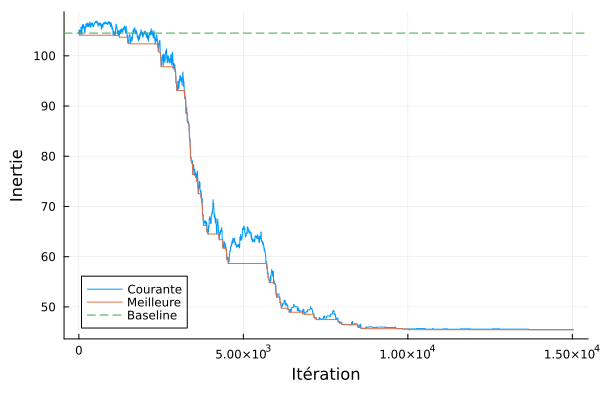 Inertie
100
90
80
70
60
50
Courante
Meilleure
Baseline
0
5.00×10³
1.00×10⁴
1.50×10⁴
Itération